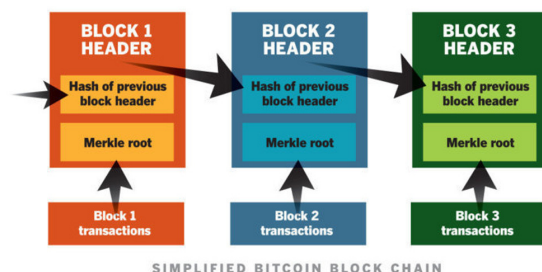 BLOCK 1
HEADER
Hash of previous
block header
Merkle root
Block 1
transactions
BLOCK 2
HEADER
Hash of previous
block header
Merkle root
Block 2
transactions
BLOCK 3
HEADER
Hash of previous
block header
Merkle root
Block 3
transactions
SIMPLIFIED BITCOIN BLOCK CHAIN